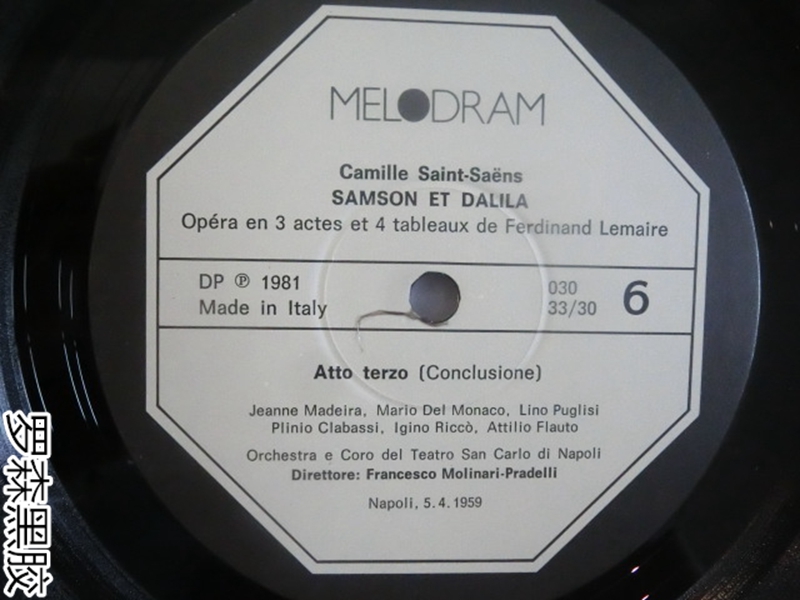 MELODRAM
Camille Saint-Saëns
SAMSON ET DALILA
Opéra en 3 actes et 4 tableaux de Ferdinand Lemaire
DP ℗ 1981
Made in Italy
030
33/30
6
Atto terzo (Conclusione)
Jeanne Madeira, Mario Del Monaco, Lino Puglisi
Plinio Clabassi, Igino Riccò, Attilio Flauto
Orchestra e Coro del Teatro San Carlo di Napoli
Direttore: Francesco Molinari-Pradelli
Napoli, 5.4.1959
罗森黑胶